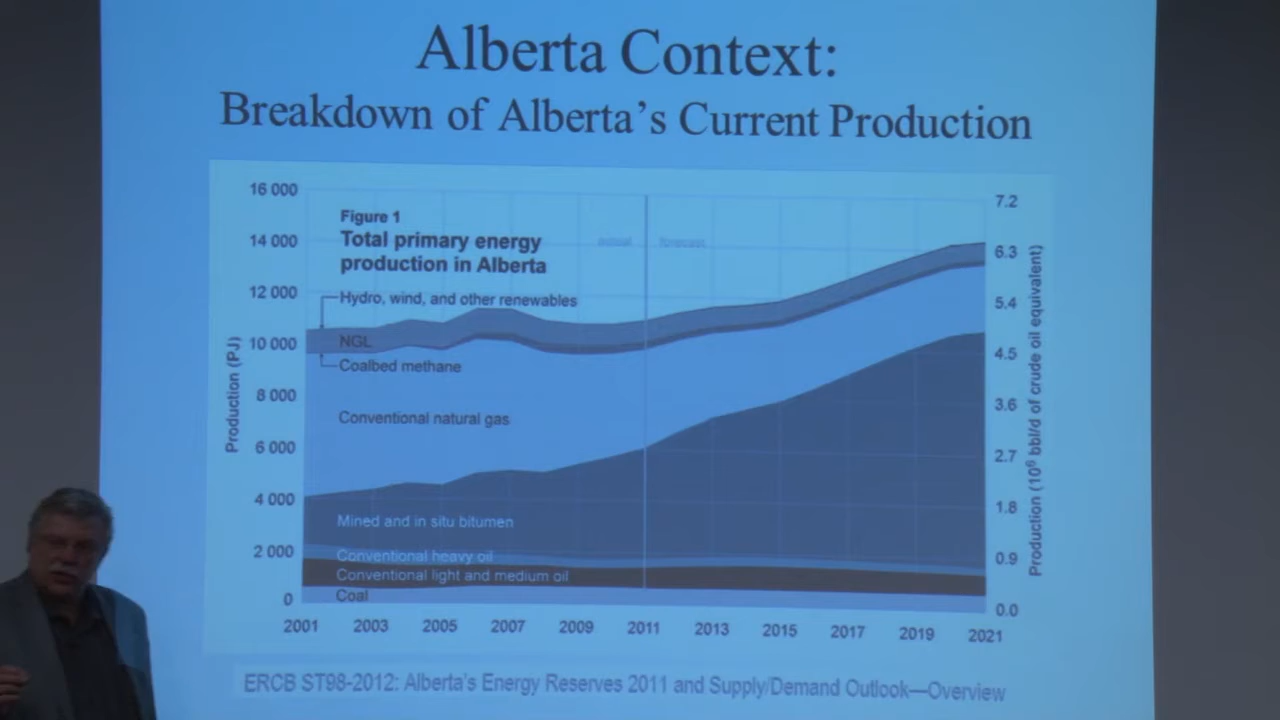 Alberta Context:
Breakdown of Alberta's Current Production
Figure 1
Total primary energy
production in Alberta
actual
forecast
Hydro, wind, and other renewables
NGL
Coalbed methane
Conventional natural gas
Mined and in situ bitumen
Conventional heavy oil
Conventional light and medium oil
Coal
Production (PJ)
16 000
14 000
12 000
10 000
8 000
6 000
4 000
2 000
0
7.2
6.3
5.4
4.5
3.6
2.7
1.8
0.9
0.0
Production (10⁶ bbl/d of crude oil equivalent)
2001 2003 2005 2007 2009 2011 2013 2015 2017 2019 2021
ERCB ST98-2012: Alberta's Energy Reserves 2011 and Supply/Demand Outlook—Overview